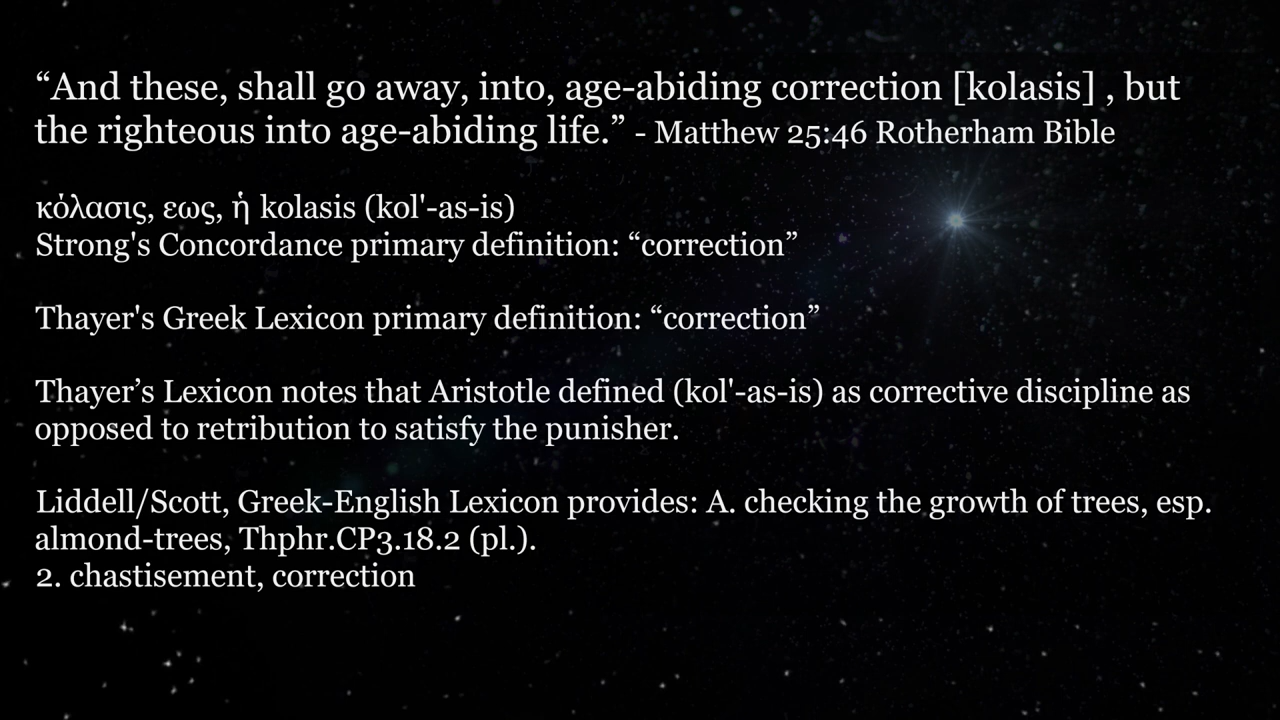 “And these, shall go away, into, age-abiding correction [kolasis] , but
the righteous into age-abiding life.” - Matthew 25:46 Rotherham Bible
κόλασις, εως, ἡ kolasis (kol'-as-is)
Strong's Concordance primary definition: “correction”
Thayer's Greek Lexicon primary definition: “correction”
Thayer’s Lexicon notes that Aristotle defined (kol'-as-is) as corrective discipline as
opposed to retribution to satisfy the punisher.
Liddell/Scott, Greek-English Lexicon provides: A. checking the growth of trees, esp.
almond-trees, Thphr.CP3.18.2 (pl.).
2. chastisement, correction